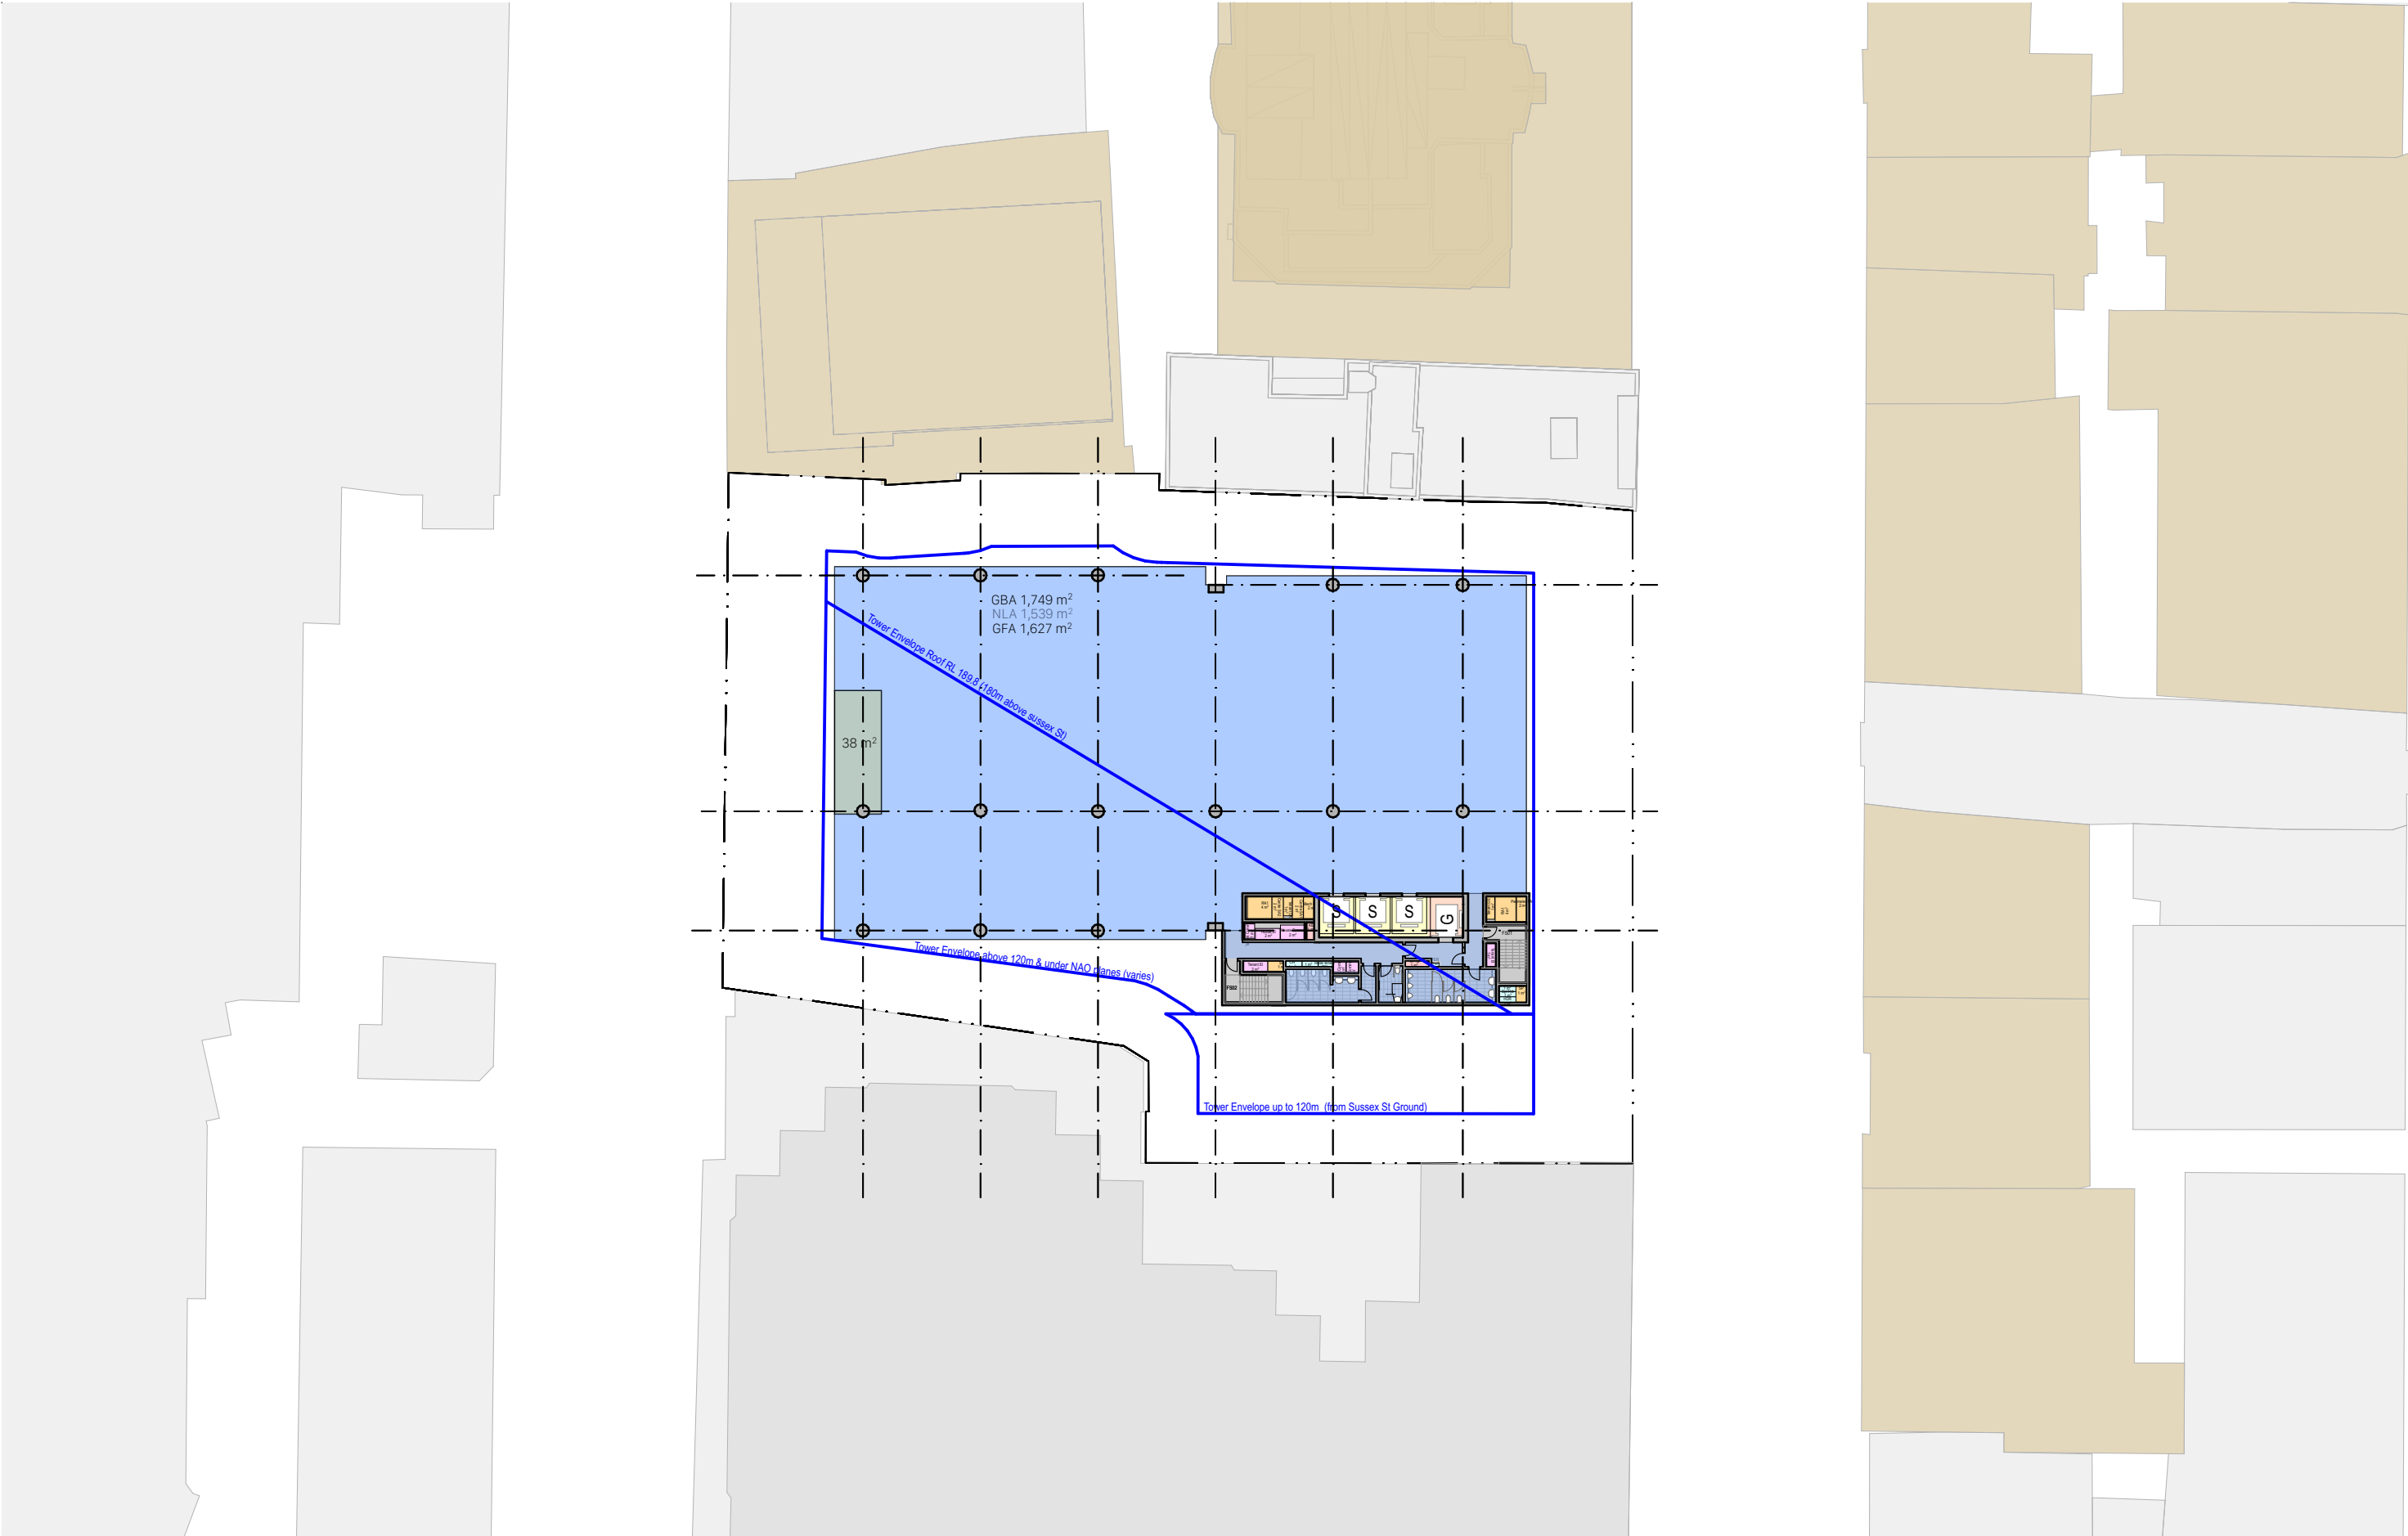 GBA 1,749 m²
NLA 1,539 m²
GFA 1,627 m²
Tower Envelope Roof RL 189.8 (180m above sussex St)
38 m²
S
S
S
G
Tower Envelope above 120m & under NAO planes (varies)
Tower Envelope up to 120m (from Sussex St Ground)